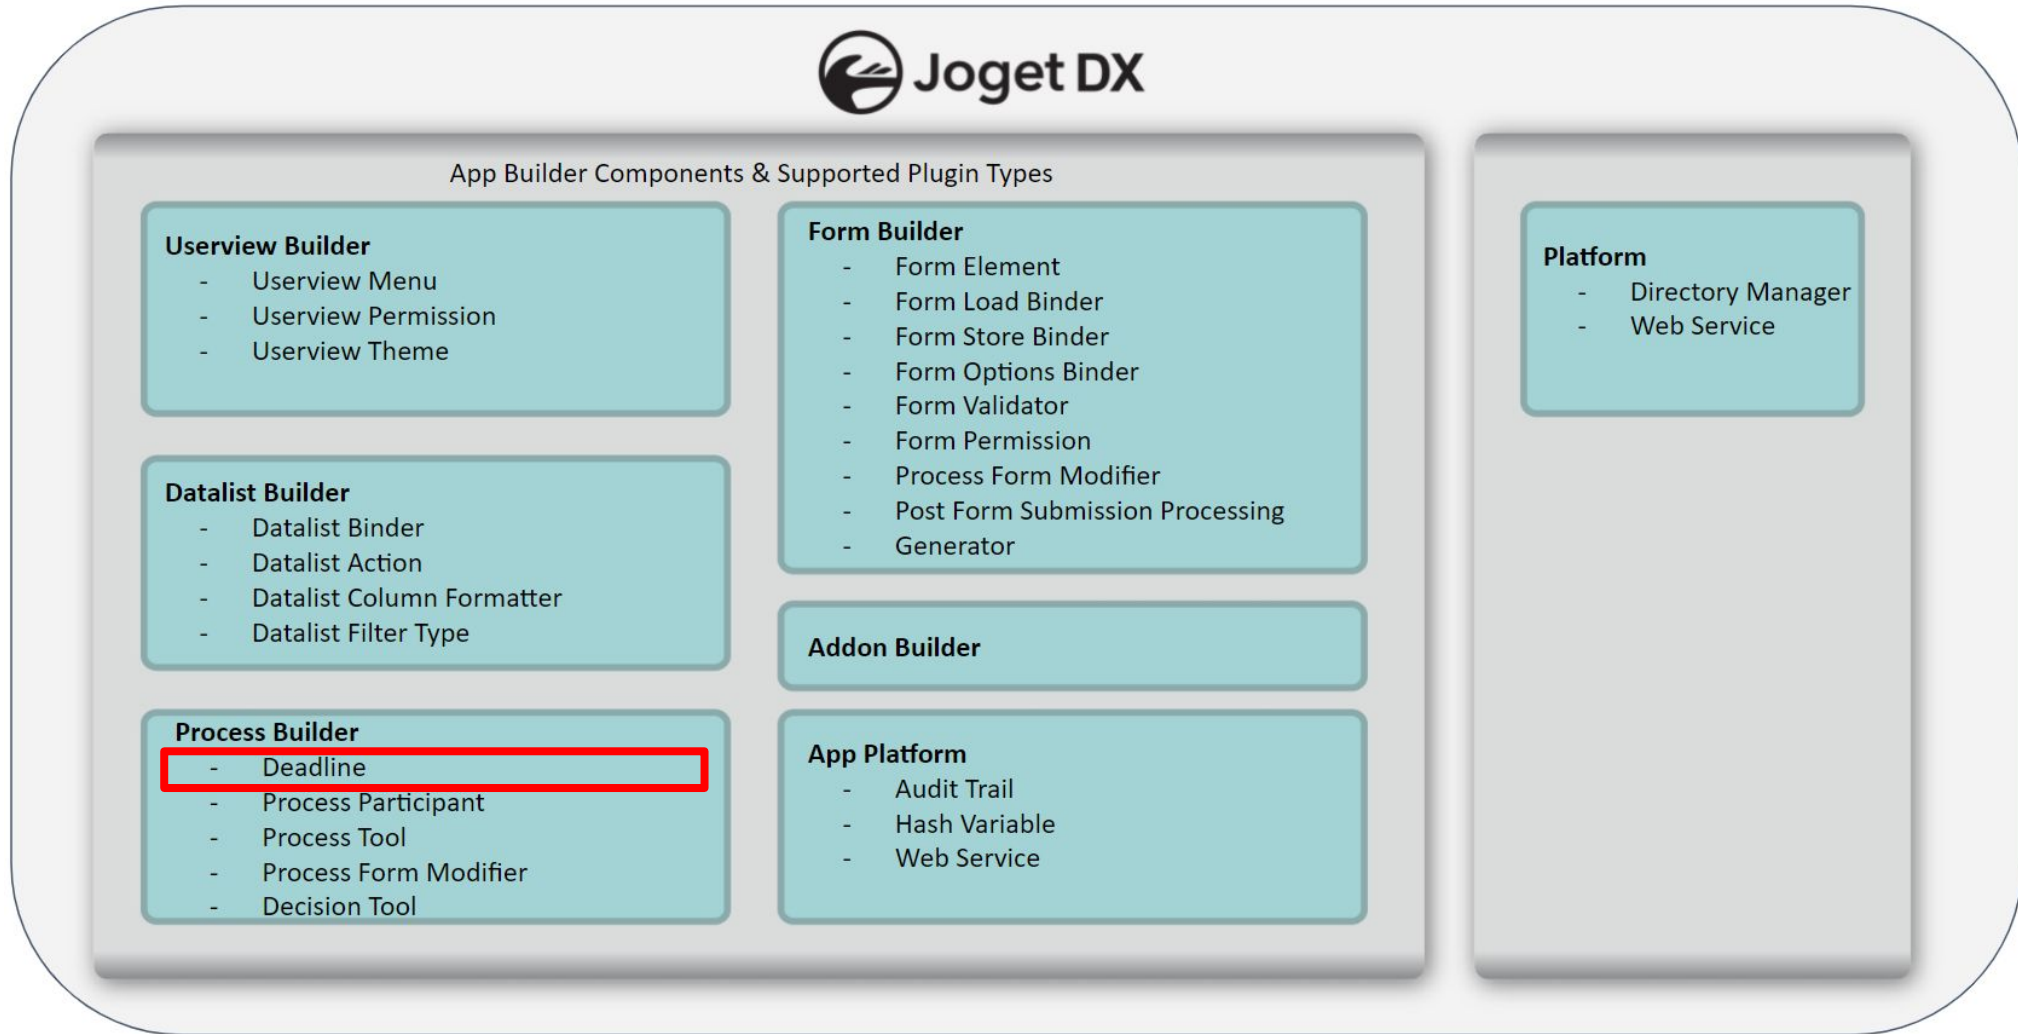 Joget DX
App Builder Components & Supported Plugin Types
Userview Builder
- Userview Menu
- Userview Permission
- Userview Theme
Datalist Builder
- Datalist Binder
- Datalist Action
- Datalist Column Formatter
- Datalist Filter Type
Process Builder
- Deadline
- Process Participant
- Process Tool
- Process Form Modifier
- Decision Tool
Form Builder
- Form Element
- Form Load Binder
- Form Store Binder
- Form Options Binder
- Form Validator
- Form Permission
- Process Form Modifier
- Post Form Submission Processing
- Generator
Addon Builder
App Platform
- Audit Trail
- Hash Variable
- Web Service
Platform
- Directory Manager
- Web Service